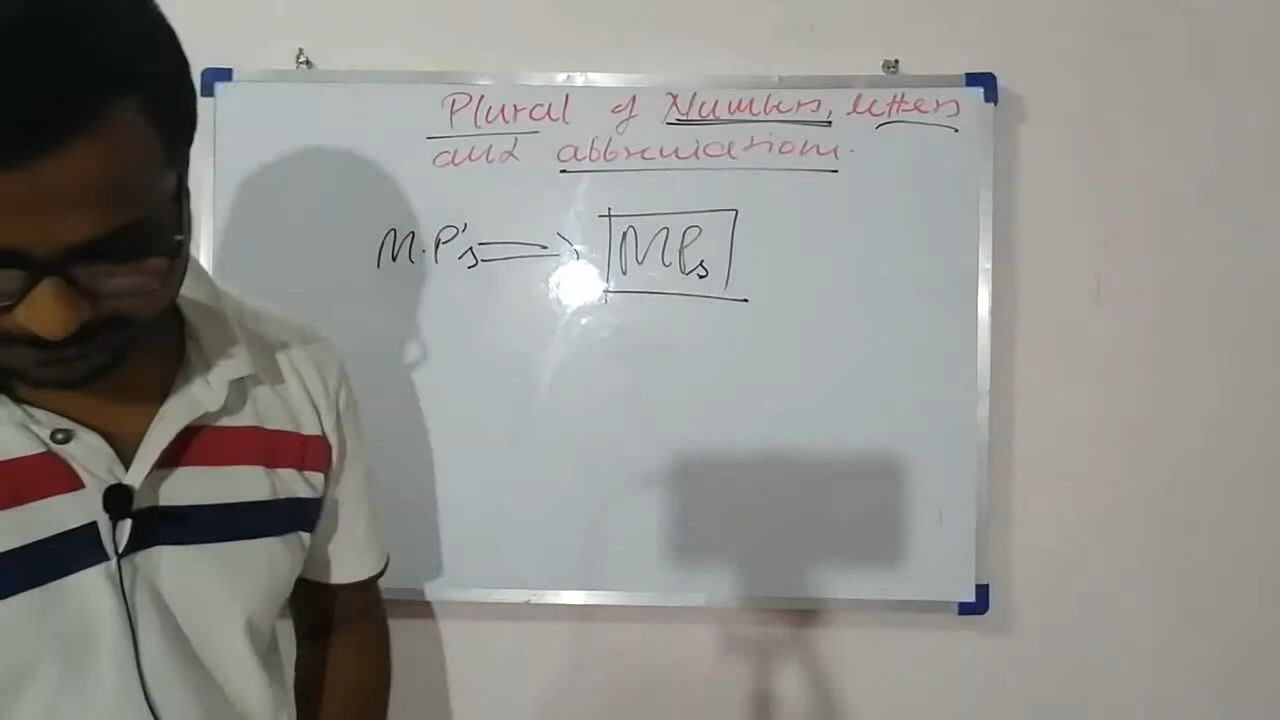 Plural of Numbers, letters
and abbreviations.
M.P's => MPs